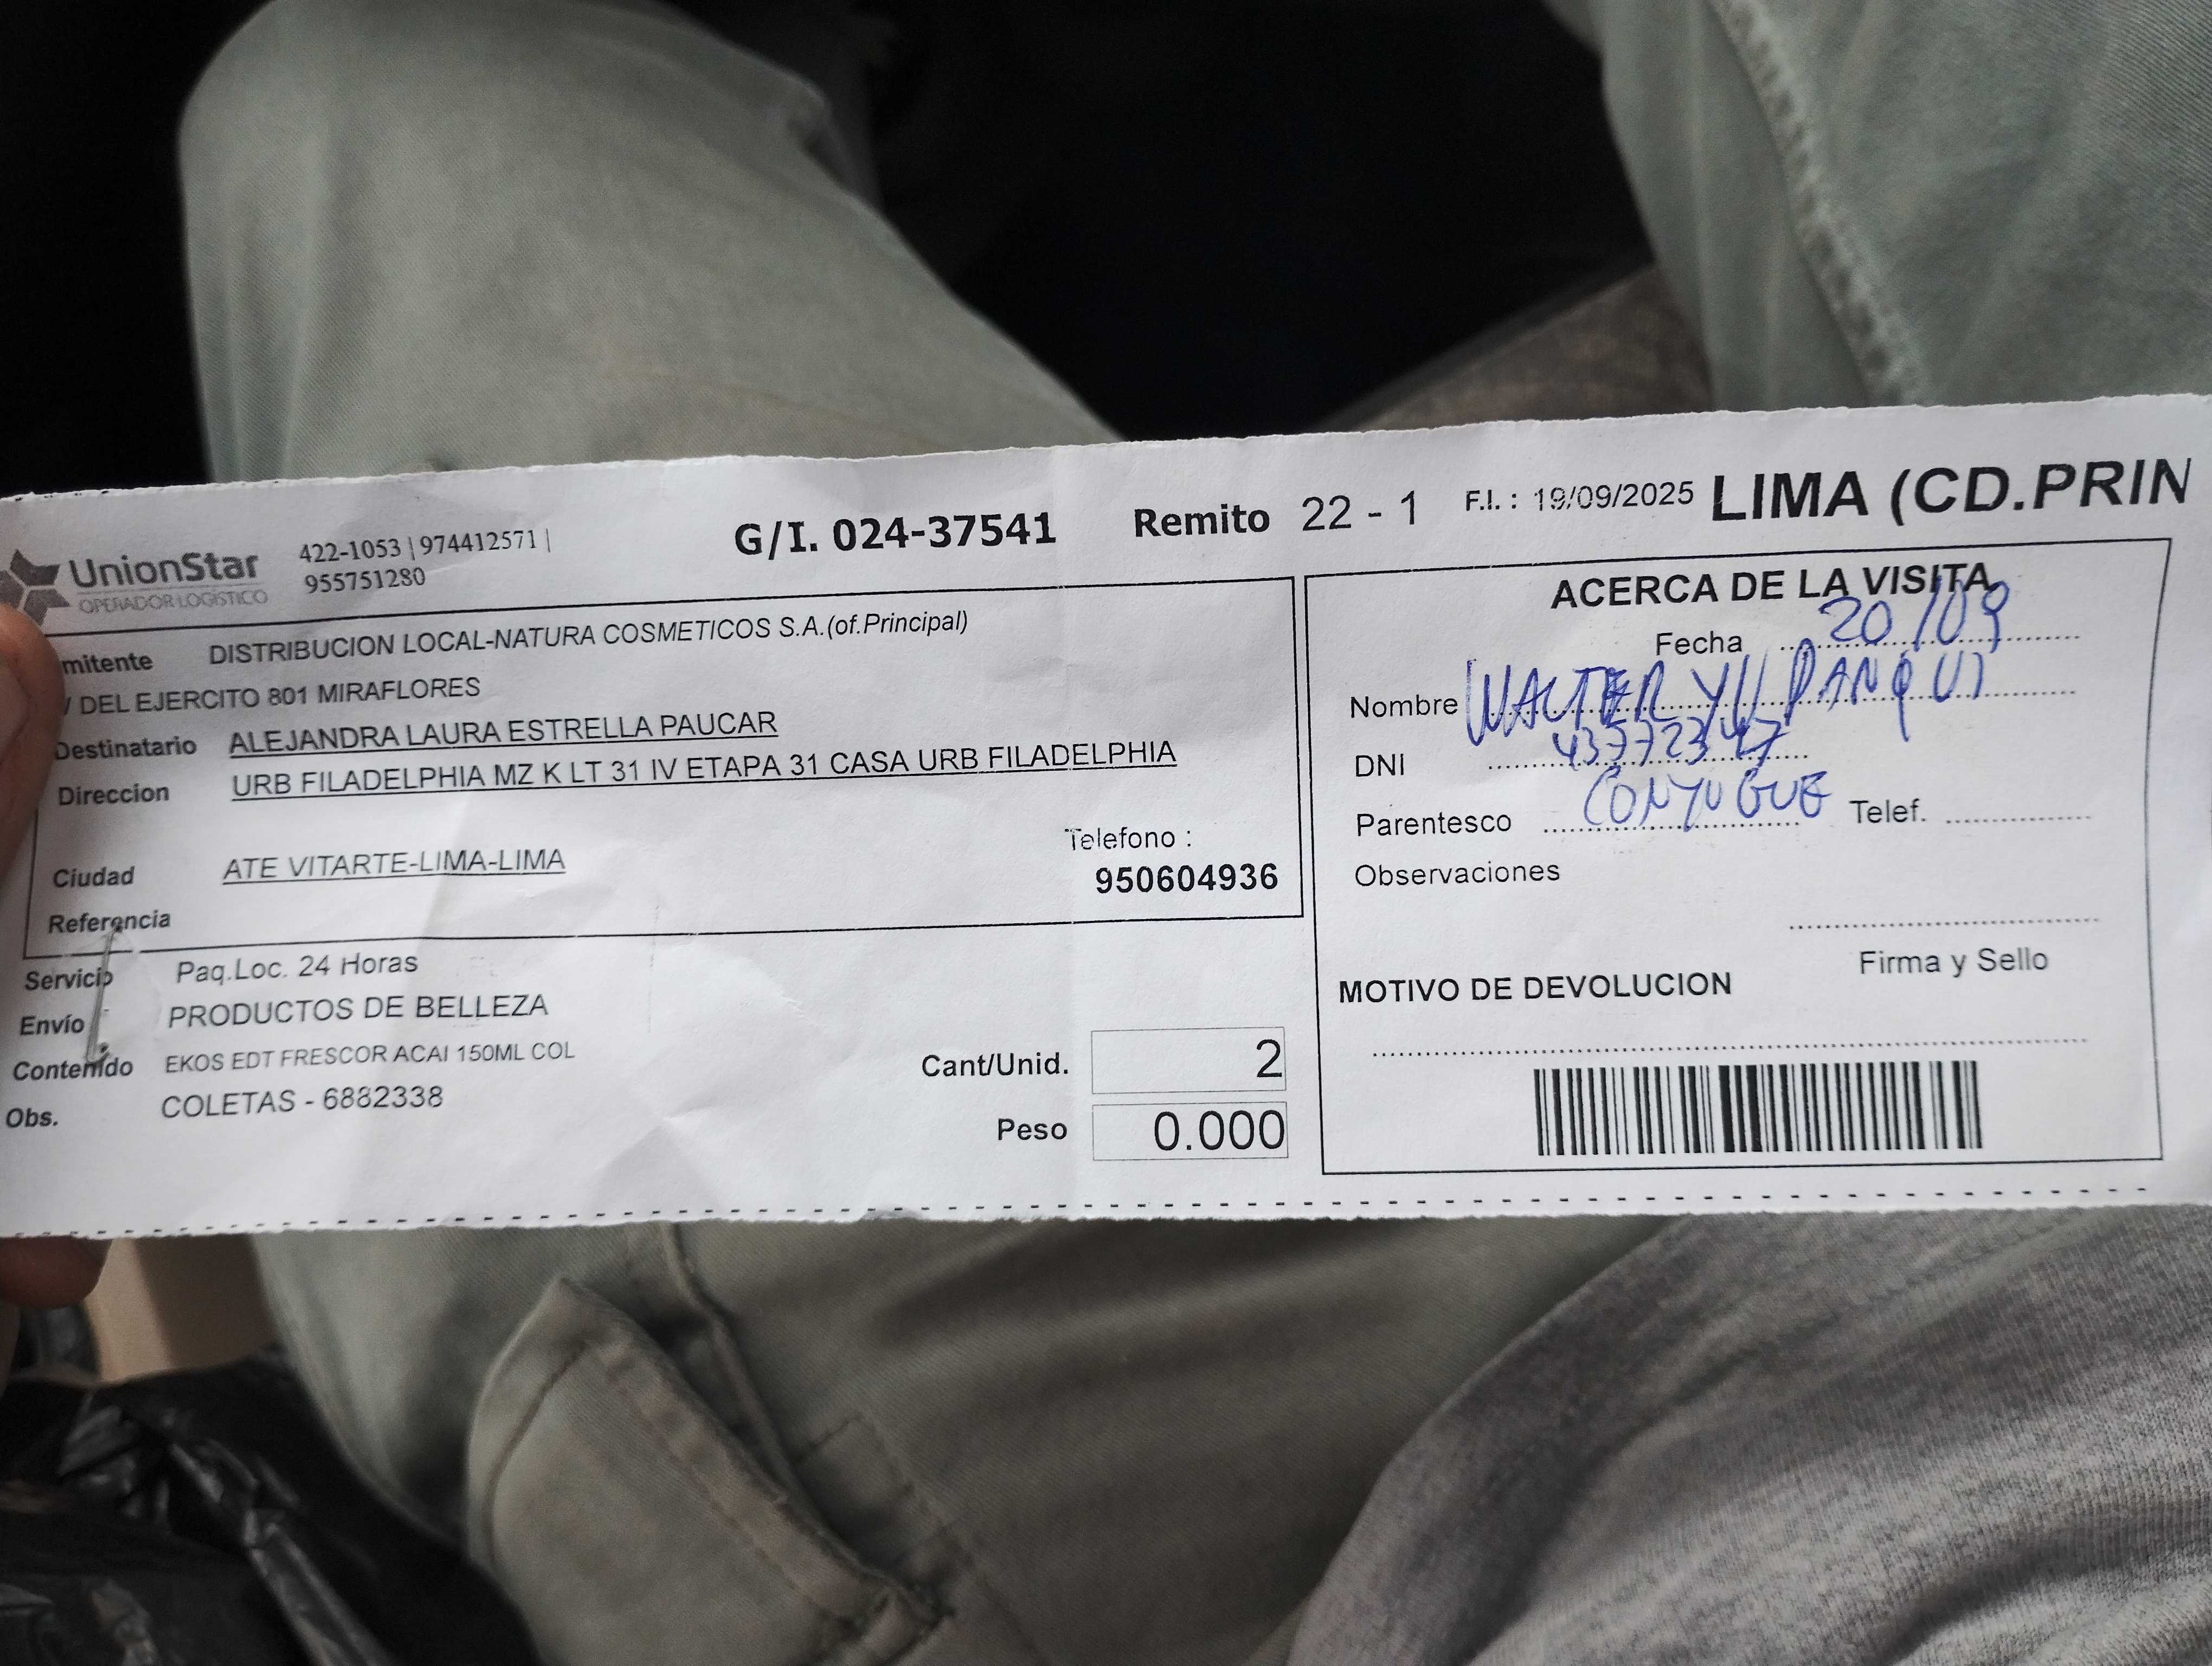 UnionStar
OPERADOR LOGÍSTICO
422-1053 | 974412571 |
955751280
G/I. 024-37541
Remito 22 - 1
F.I. : 19/09/2025
LIMA (CD.PRIN
mitente DISTRIBUCION LOCAL-NATURA COSMETICOS S.A.(of.Principal)
/ DEL EJERCITO 801 MIRAFLORES
Destinatario ALEJANDRA LAURA ESTRELLA PAUCAR
Direccion URB FILADELPHIA MZ K LT 31 IV ETAPA 31 CASA URB FILADELPHIA
Telefono :
Ciudad ATE VITARTE-LIMA-LIMA 950604936
Referencia
Servicio Paq.Loc. 24 Horas
Envío PRODUCTOS DE BELLEZA
Contenido EKOS EDT FRESCOR ACAI 150ML COL
Obs. COLETAS - 6882338
Cant/Unid. 2
Peso 0.000
ACERCA DE LA VISITA
Fecha 20/09
Nombre WALTER YUPANQUI
DNI
Parentesco CONYUGUE Telef.
Observaciones
Firma y Sello
MOTIVO DE DEVOLUCION